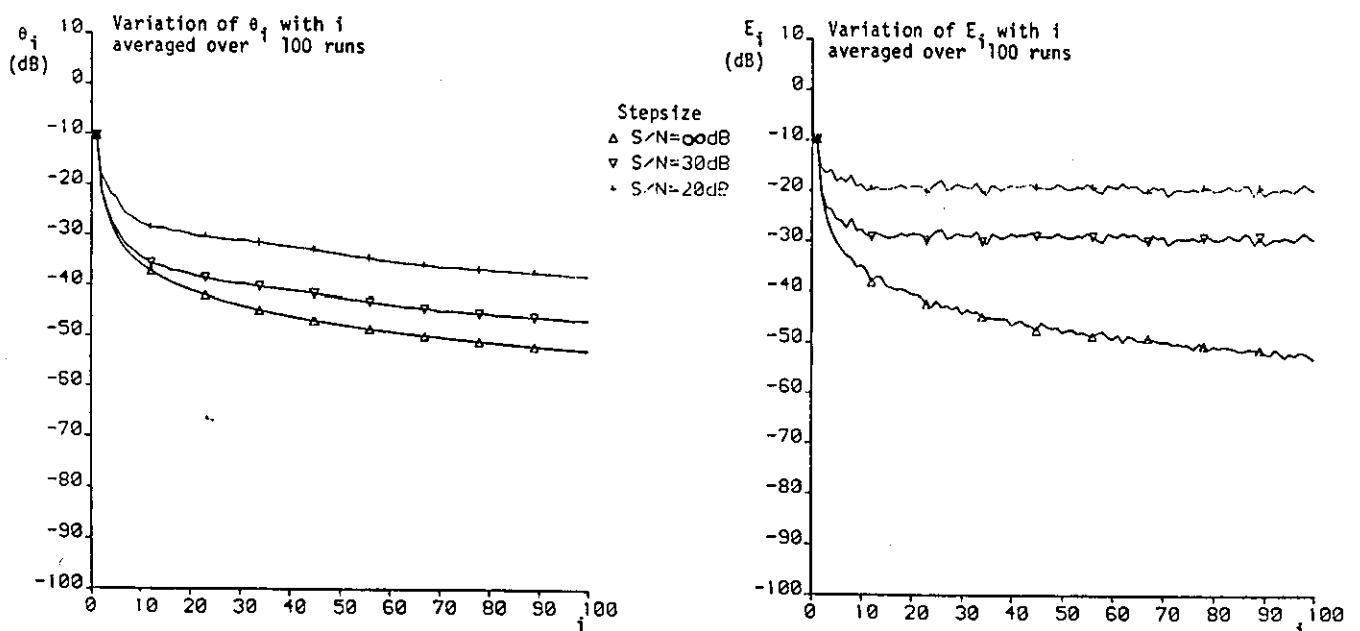 Variation of θi with i
averaged over 100 runs
θi
(dB)
10
0
-10
-20
-30
-40
-50
-60
-70
-80
-90
-100
0 10 20 30 40 50 60 70 80 90 100
i
Stepsize
△ S/N=∞dB
▽ S/N=30dB
+ S/N=20dB
Variation of Ei with i
averaged over 100 runs
Ei
(dB)
10
0
-10
-20
-30
-40
-50
-60
-70
-80
-90
-100
0 10 20 30 40 50 60 70 80 90 100
i